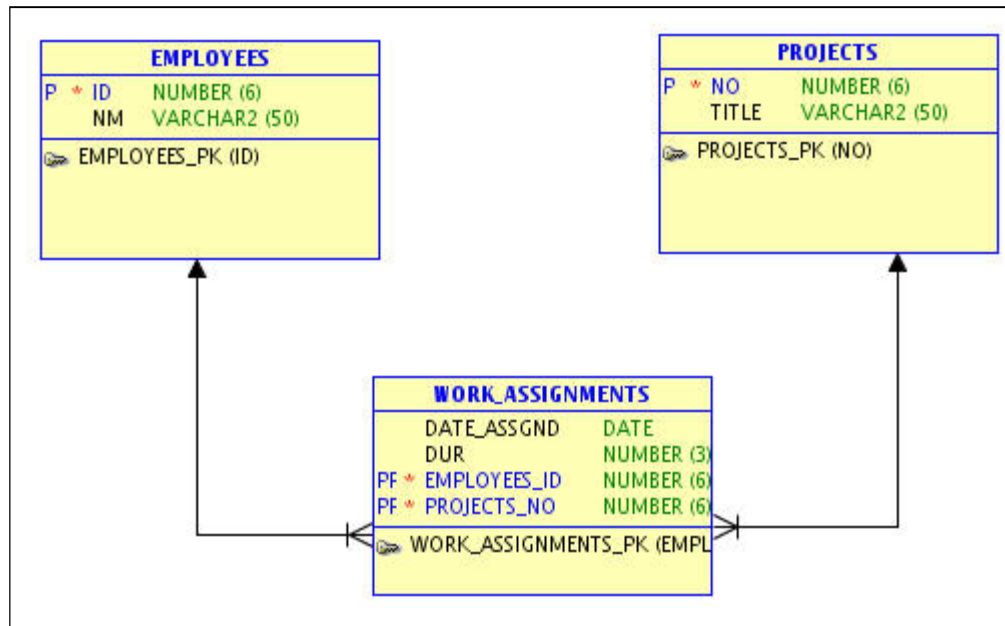 EMPLOYEES
P * ID NUMBER (6)
NM VARCHAR2 (50)
EMPLOYEES_PK (ID)
PROJECTS
P * NO NUMBER (6)
TITLE VARCHAR2 (50)
PROJECTS_PK (NO)
WORK_ASSIGNMENTS
DATE_ASSGND DATE
DUR NUMBER (3)
PF * EMPLOYEES_ID NUMBER (6)
PF * PROJECTS_NO NUMBER (6)
WORK_ASSIGNMENTS_PK (EMPL